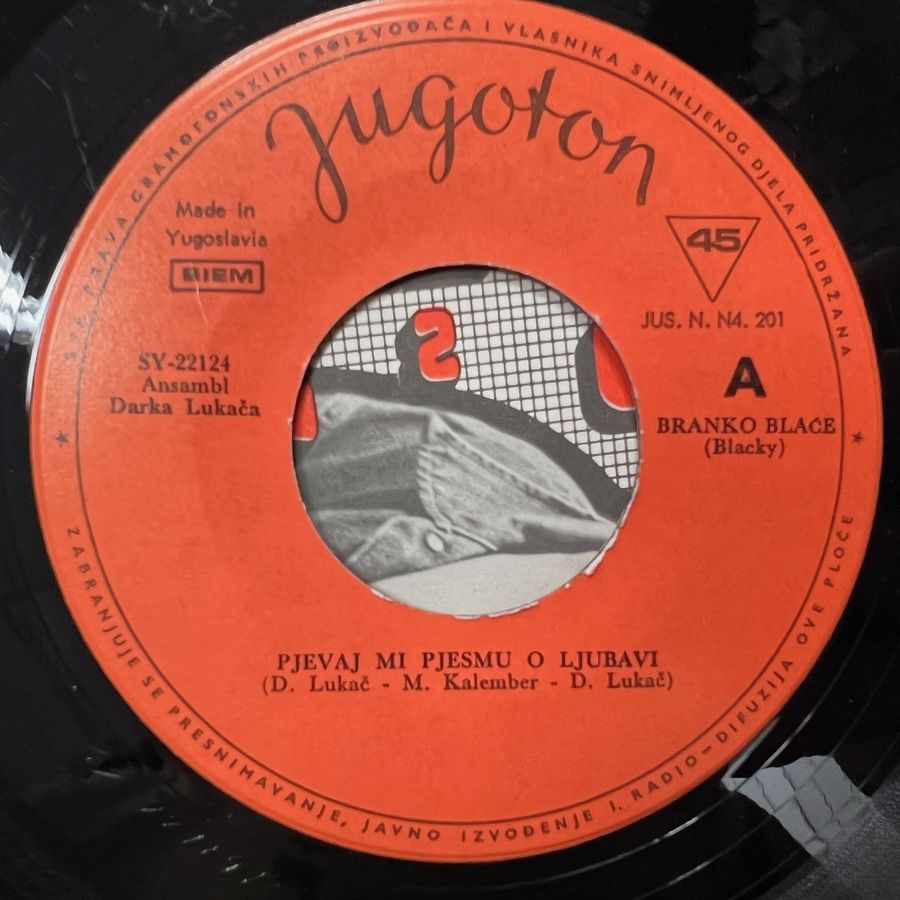 SVA PRAVA GRAMOFONSKIH PROIZVOĐAČA I VLASNIKA SNIMLJENOG DJELA PRIDRŽANA
Jugoton
Made in
Yugoslavia
BIEM
45
JUS. N. N4. 201
SY-22124
Ansambl
Darka Lukača
A
BRANKO BLAĆE
(Blacky)
2
PJEVAJ MI PJESMU O LJUBAVI
(D. Lukač - M. Kalember - D. Lukač)
ZABRANJUJE SE PRESNIMAVANJE, JAVNO IZVOĐENJE I RADIO-DIFUZIJA OVE PLOČE